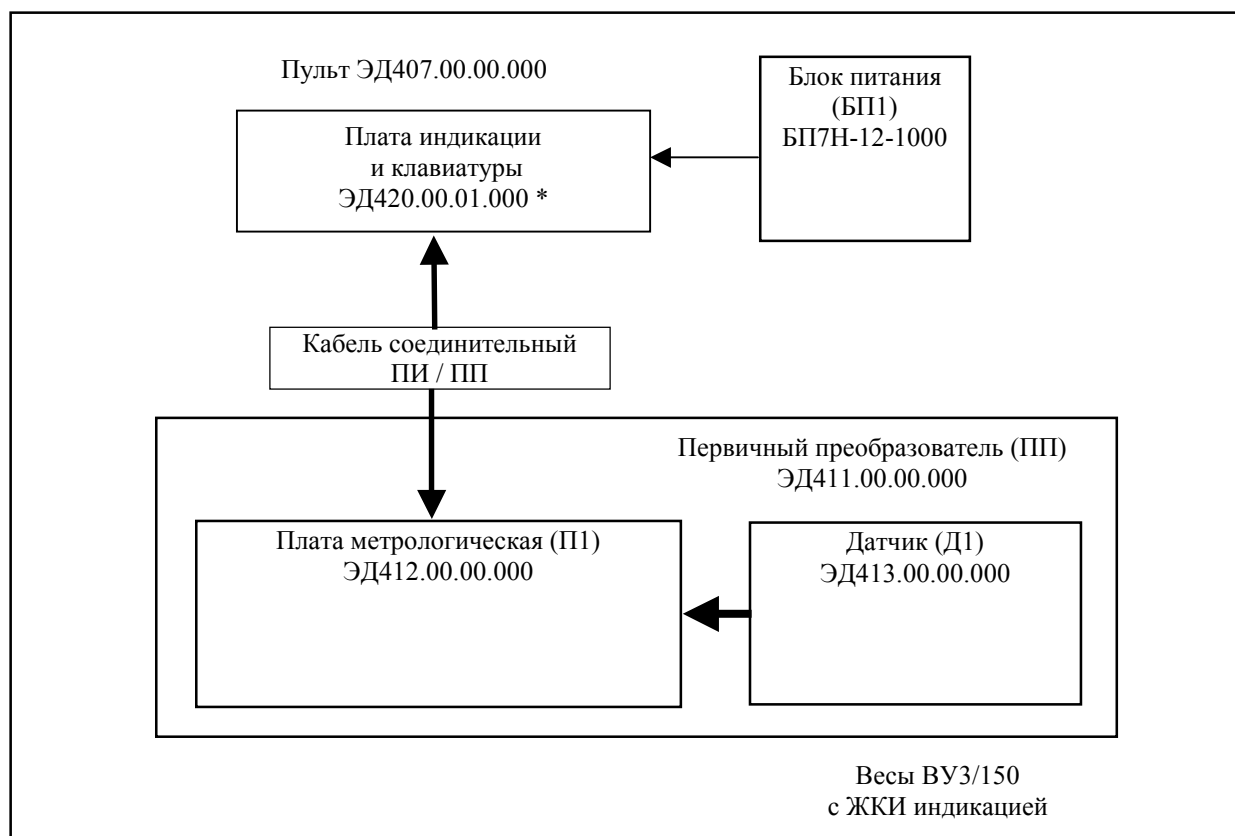 Пульт ЭД407.00.00.000
Блок питания
(БП1)
БП7Н-12-1000
Плата индикации
и клавиатуры
ЭД420.00.01.000 *
Кабель соединительный
ПИ / ПП
Первичный преобразователь (ПП)
ЭД411.00.00.000
Плата метрологическая (П1)
ЭД412.00.00.000
Датчик (Д1)
ЭД413.00.00.000
Весы ВУ3/150
с ЖКИ индикацией